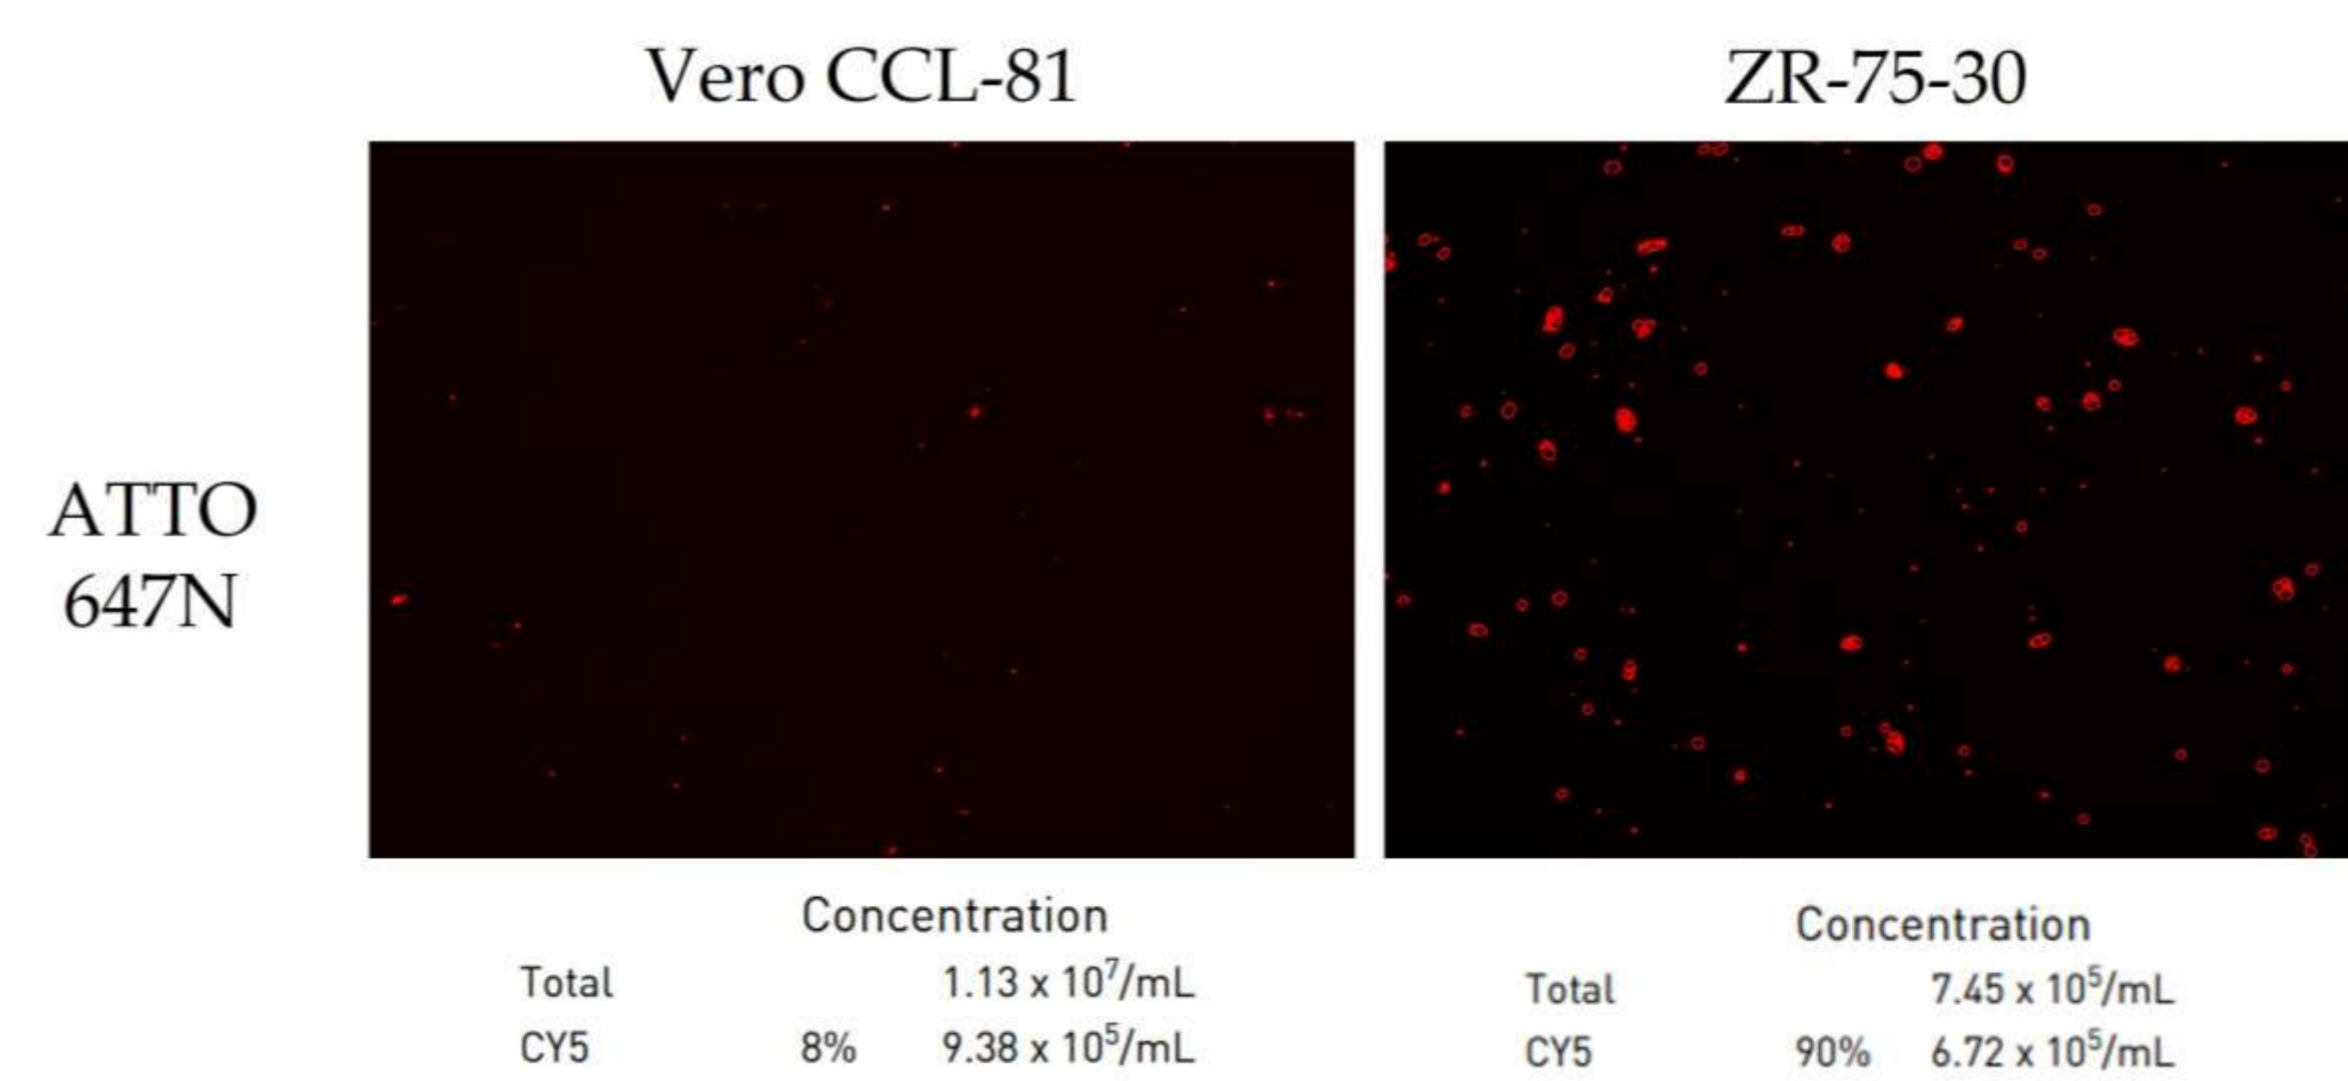 Vero CCL-81
ZR-75-30
ATTO
647N
Concentration
Total 1.13 x 10⁷/mL
CY5 8% 9.38 x 10⁵/mL
Concentration
Total 7.45 x 10⁵/mL
CY5 90% 6.72 x 10⁵/mL